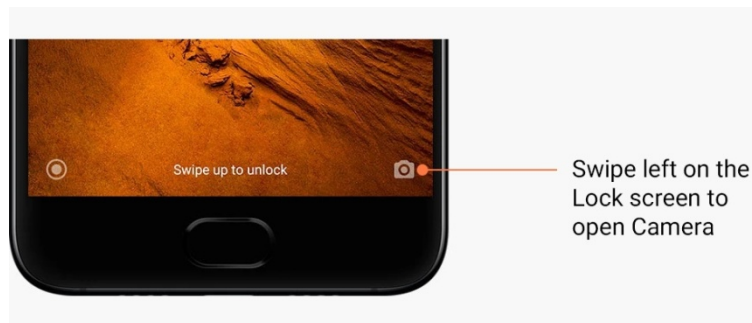 Swipe up to unlock
Swipe left on the
Lock screen to
open Camera